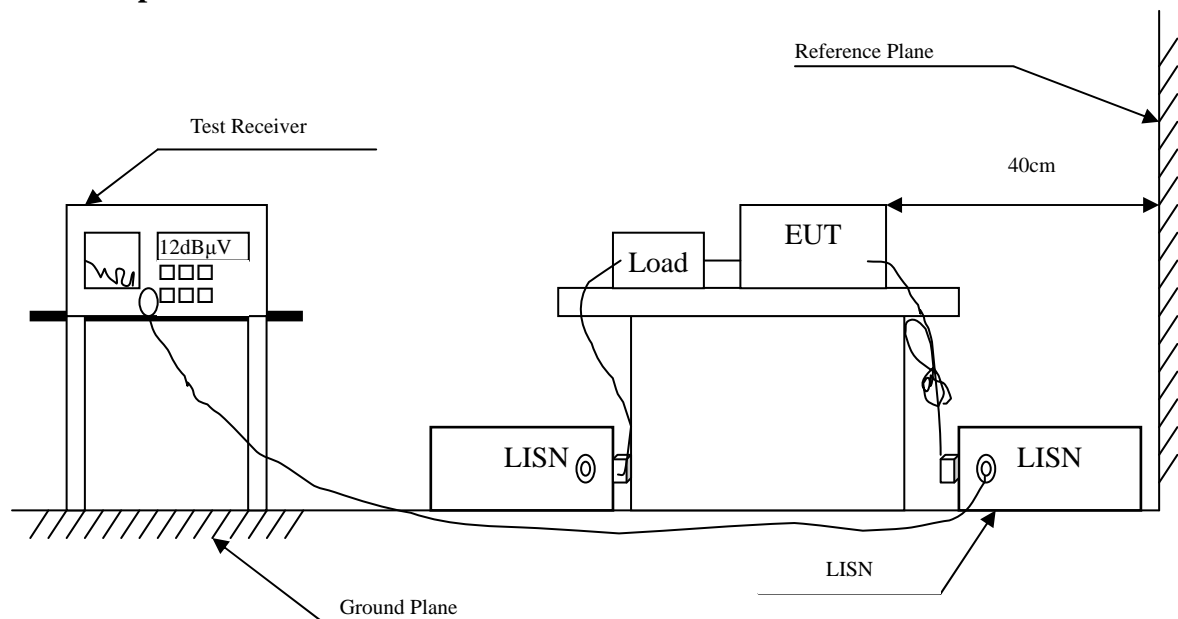 Reference Plane
Test Receiver
40cm
12dBμV
EUT
Load
LISN
LISN
LISN
Ground Plane